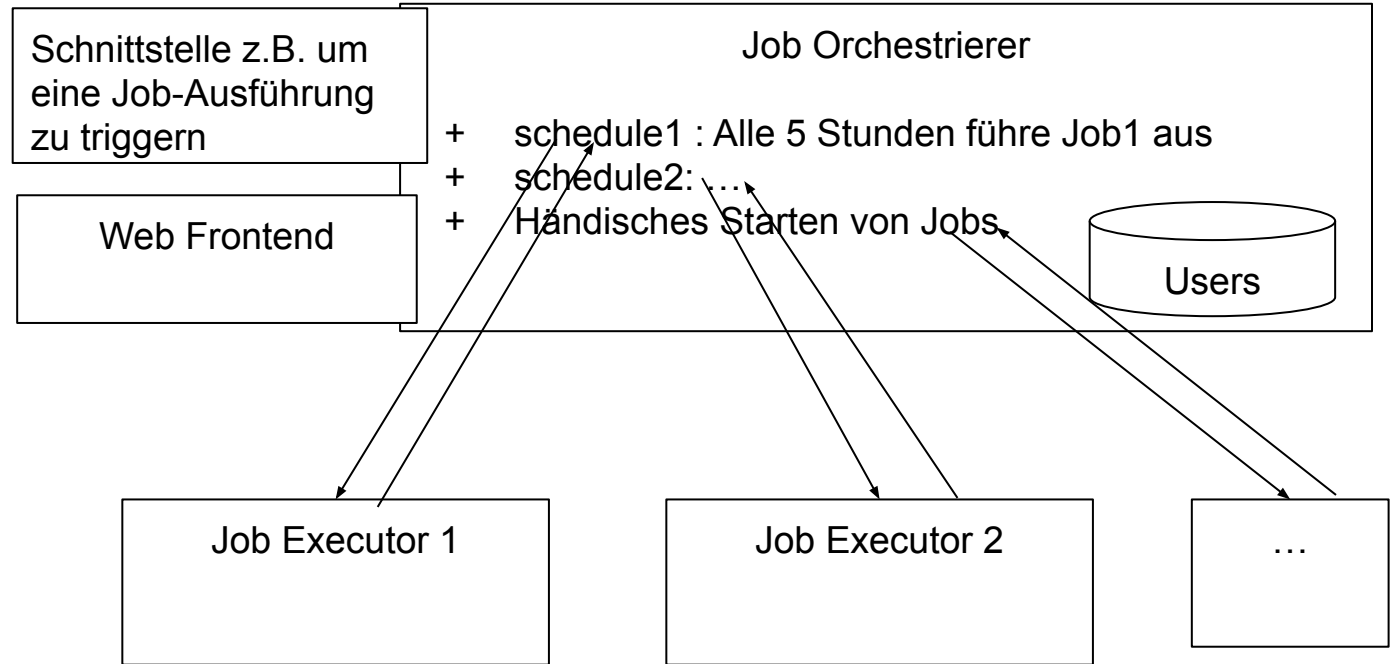 Schnittstelle z.B. um
eine Job-Ausführung
zu triggern
Web Frontend
Job Orchestrierer
+ schedule1 : Alle 5 Stunden führe Job1 aus
+ schedule2: …
+ Händisches Starten von Jobs
Users
Job Executor 1
Job Executor 2
…